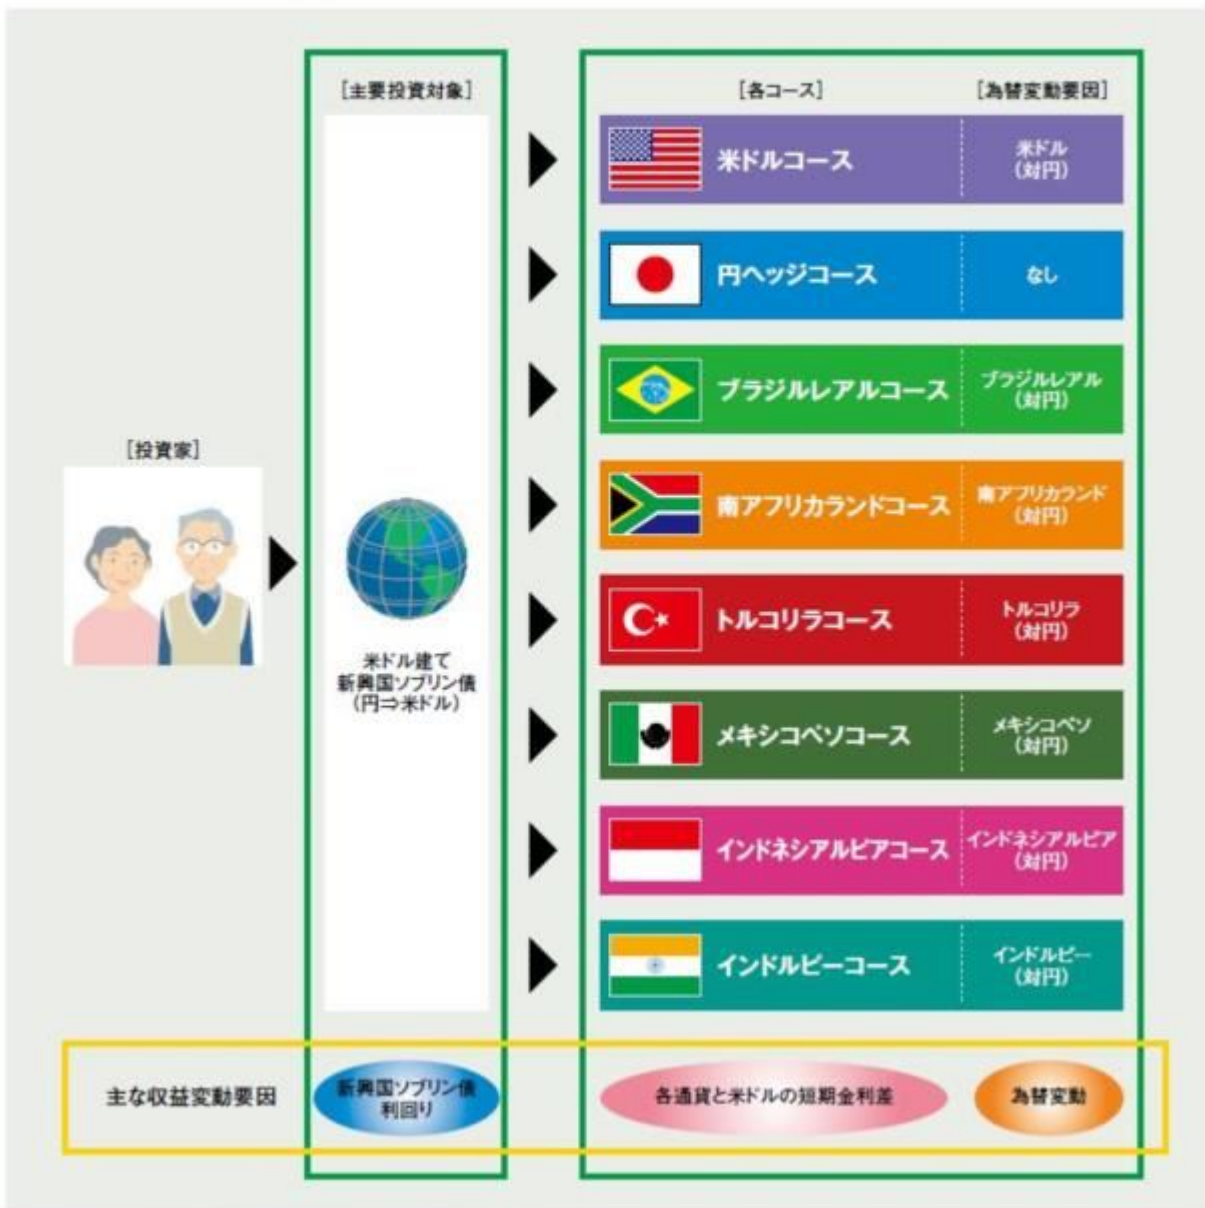 [主要投資対象]
[各コース]
[為替変動要因]
米ドルコース
米ドル
(対円)
円ヘッジコース
なし
ブラジルレアルコース
ブラジルレアル
(対円)
[投資家]
南アフリカランドコース
南アフリカランド
(対円)
トルコリラコース
トルコリラ
(対円)
米ドル建て
新興国ソブリン債
(円⇒米ドル)
メキシコペソコース
メキシコペソ
(対円)
インドネシアルピアコース
インドネシアルピア
(対円)
インドルピーコース
インドルピー
(対円)
主な収益変動要因
新興国ソブリン債
利回り
各通貨と米ドルの短期金利差
為替変動